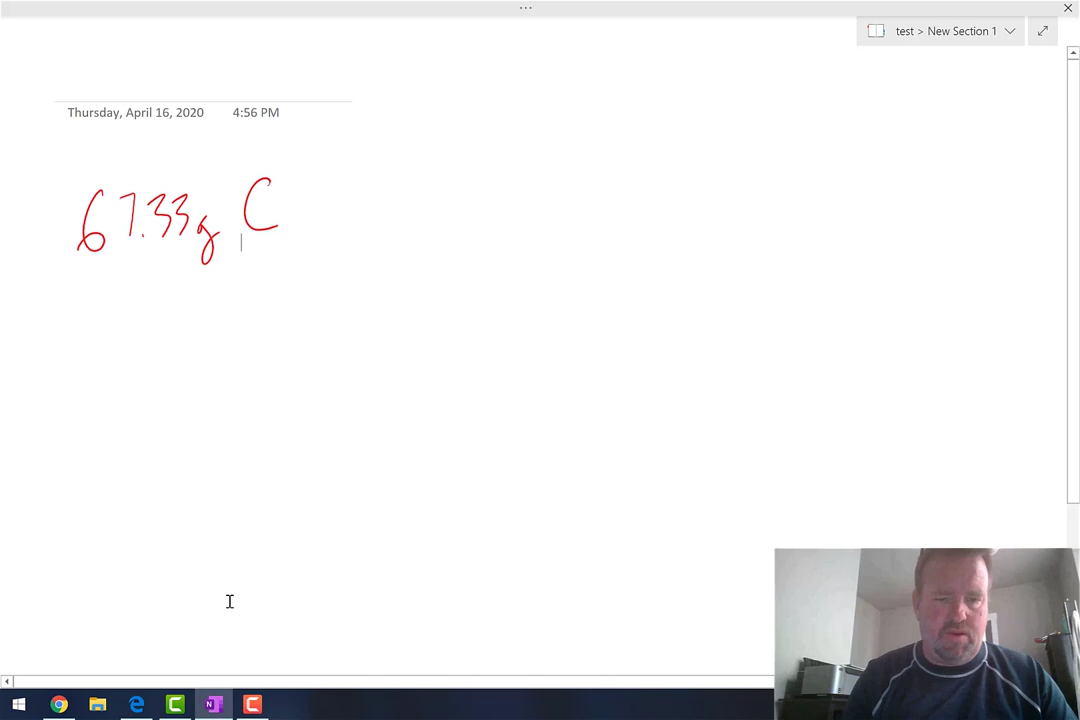 test > New Section 1
Thursday, April 16, 2020 4:56 PM
67.33g C